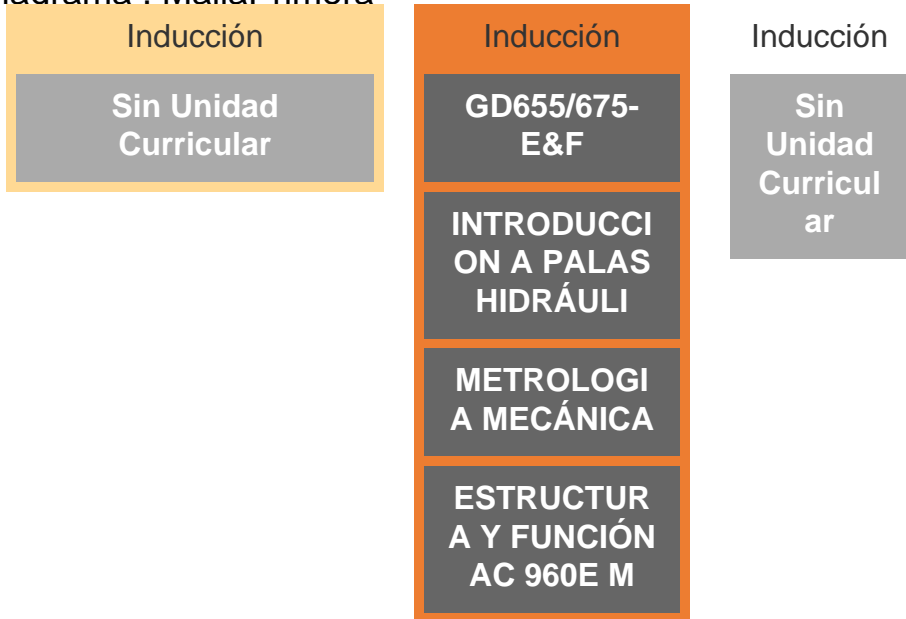 Inducción
Sin Unidad
Curricular
Inducción
GD655/675-
E&F
INTRODUCCI
ON A PALAS
HIDRÁULI
METROLOGI
A MECÁNICA
ESTRUCTUR
A Y FUNCIÓN
AC 960E M
Inducción
Sin
Unidad
Curricul
ar